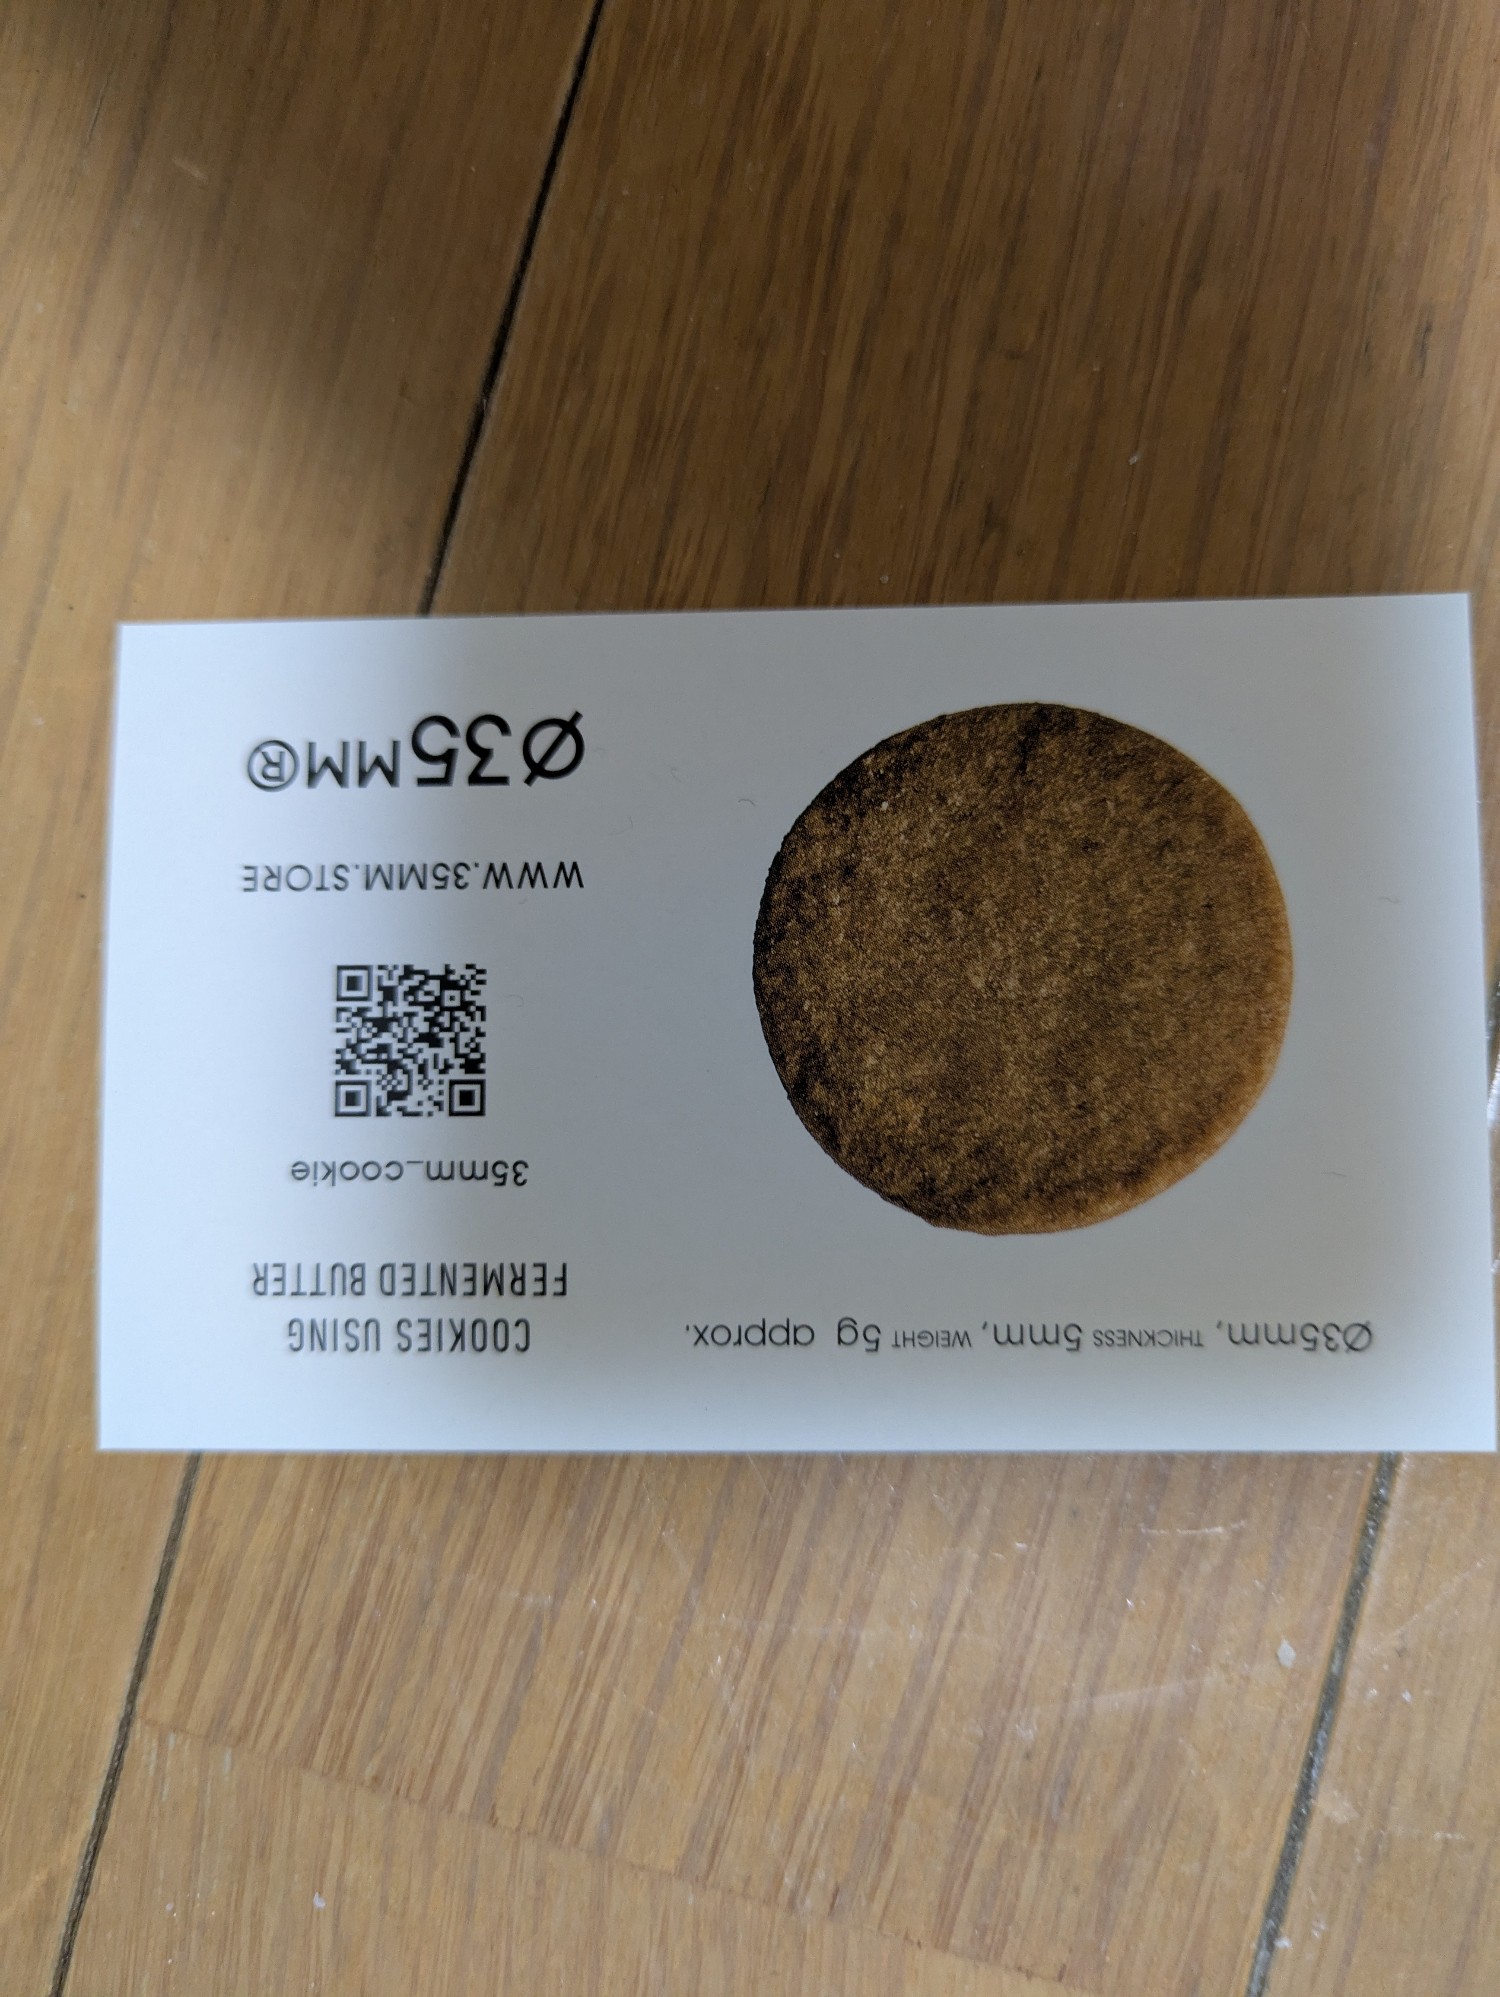 Ø35mm, THICKNESS 5mm, WEIGHT 5g approx.
COOKIES USING
FERMENTED BUTTER
35mm_cookie
WWW.35MM.STORE
Ø35MM®